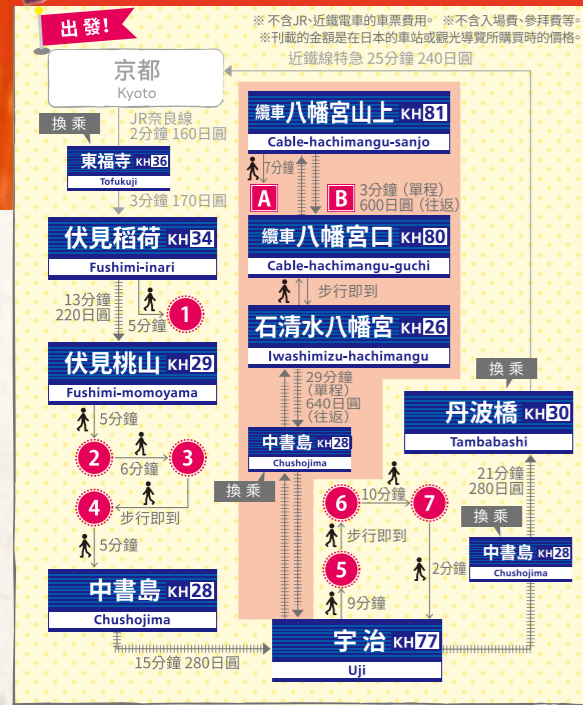 出發!
※ 不含JR、近鐵電車的車票費用。 ※不含入場費、參拜費等。
※刊載的金額是在日本的車站或觀光導覽所購買時的價格。
近鐵線特急 25分鐘 240日圓
京都
Kyoto
JR奈良線
2分鐘 160日圓
換乘
東福寺 KH36
Tofukuji
3分鐘 170日圓
伏見稻荷 KH34
Fushimi-inari
13分鐘
220日圓
5分鐘
1
伏見桃山 KH29
Fushimi-momoyama
5分鐘
2
6分鐘
3
4
步行即到
5分鐘
中書島 KH28
Chushojima
15分鐘 280日圓
纜車八幡宮山上 KH81
Cable-hachimangu-sanjo
7分鐘
A
B
3分鐘 (單程)
600日圓 (往返)
纜車八幡宮口 KH80
Cable-hachimangu-guchi
步行即到
石清水八幡宮 KH26
Iwashimizu-hachimangu
29分鐘
(單程)
640日圓
(往返)
中書島 KH28
Chushojima
換乘
6
10分鐘
7
步行即到
5
9分鐘
2分鐘
宇治 KH77
Uji
換乘
丹波橋 KH30
Tambabashi
21分鐘
280日圓
換乘
中書島 KH28
Chushojima